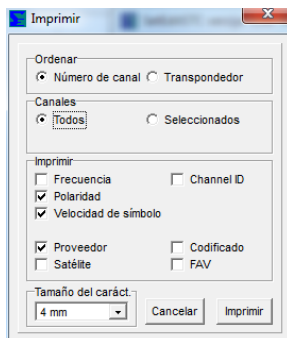 Imprimir
Ordenar
Número de canal Transpondedor
Canales
Todos Seleccionados
Imprimir
Frecuencia Channel ID
Polaridad
Velocidad de símbolo
Proveedor Codificado
Satélite FAV
Tamaño del caráct.
4 mm Cancelar Imprimir